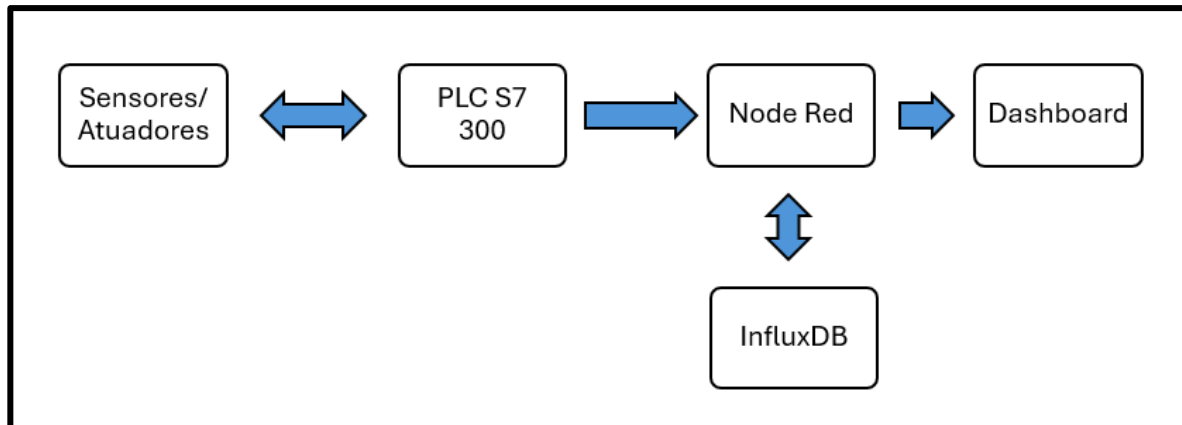 Sensores/
Atuadores
PLC S7
300
Node Red
Dashboard
InfluxDB